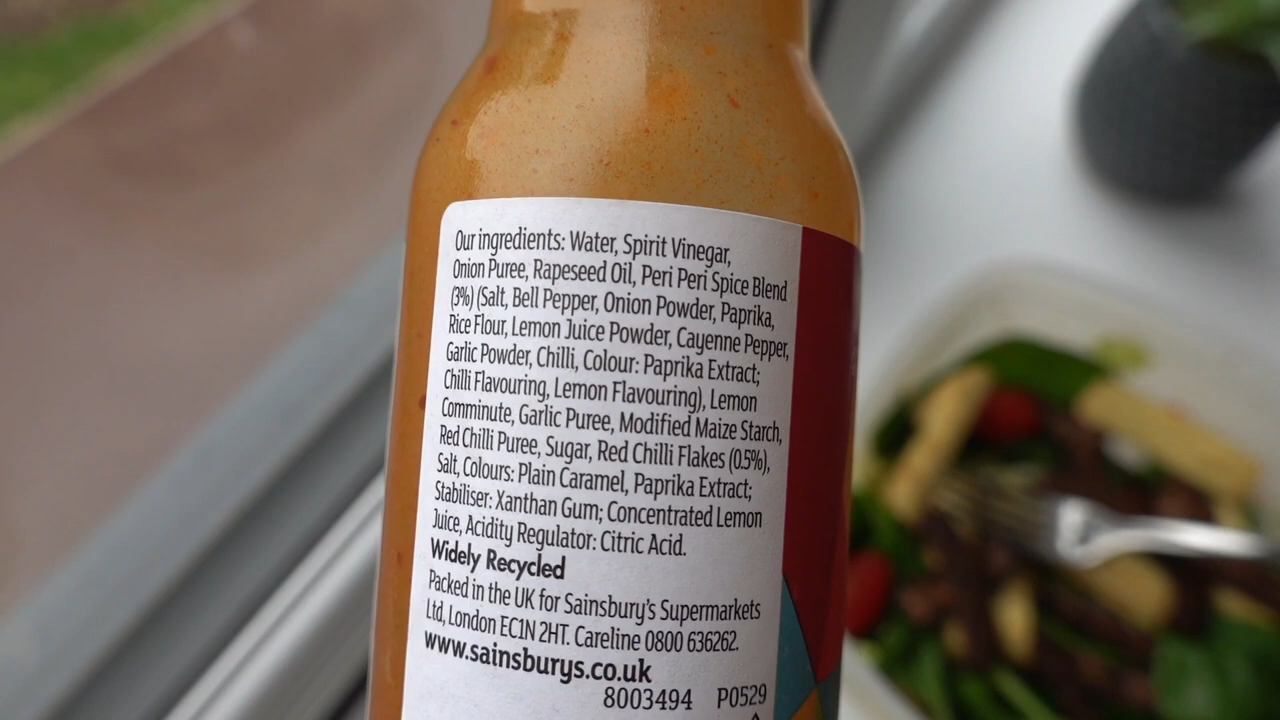 Our ingredients: Water, Spirit Vinegar,
Onion Puree, Rapeseed Oil, Peri Peri Spice Blend
(3%) (Salt, Bell Pepper, Onion Powder, Paprika,
Rice Flour, Lemon Juice Powder, Cayenne Pepper,
Garlic Powder, Chilli, Colour: Paprika Extract;
Chilli Flavouring, Lemon Flavouring), Lemon
Comminute, Garlic Puree, Modified Maize Starch,
Red Chilli Puree, Sugar, Red Chilli Flakes (0.5%),
Salt, Colours: Plain Caramel, Paprika Extract;
Stabiliser: Xanthan Gum; Concentrated Lemon
Juice, Acidity Regulator: Citric Acid.
Widely Recycled
Packed in the UK for Sainsbury's Supermarkets
Ltd, London EC1N 2HT. Careline 0800 636262.
www.sainsburys.co.uk
8003494 P0529